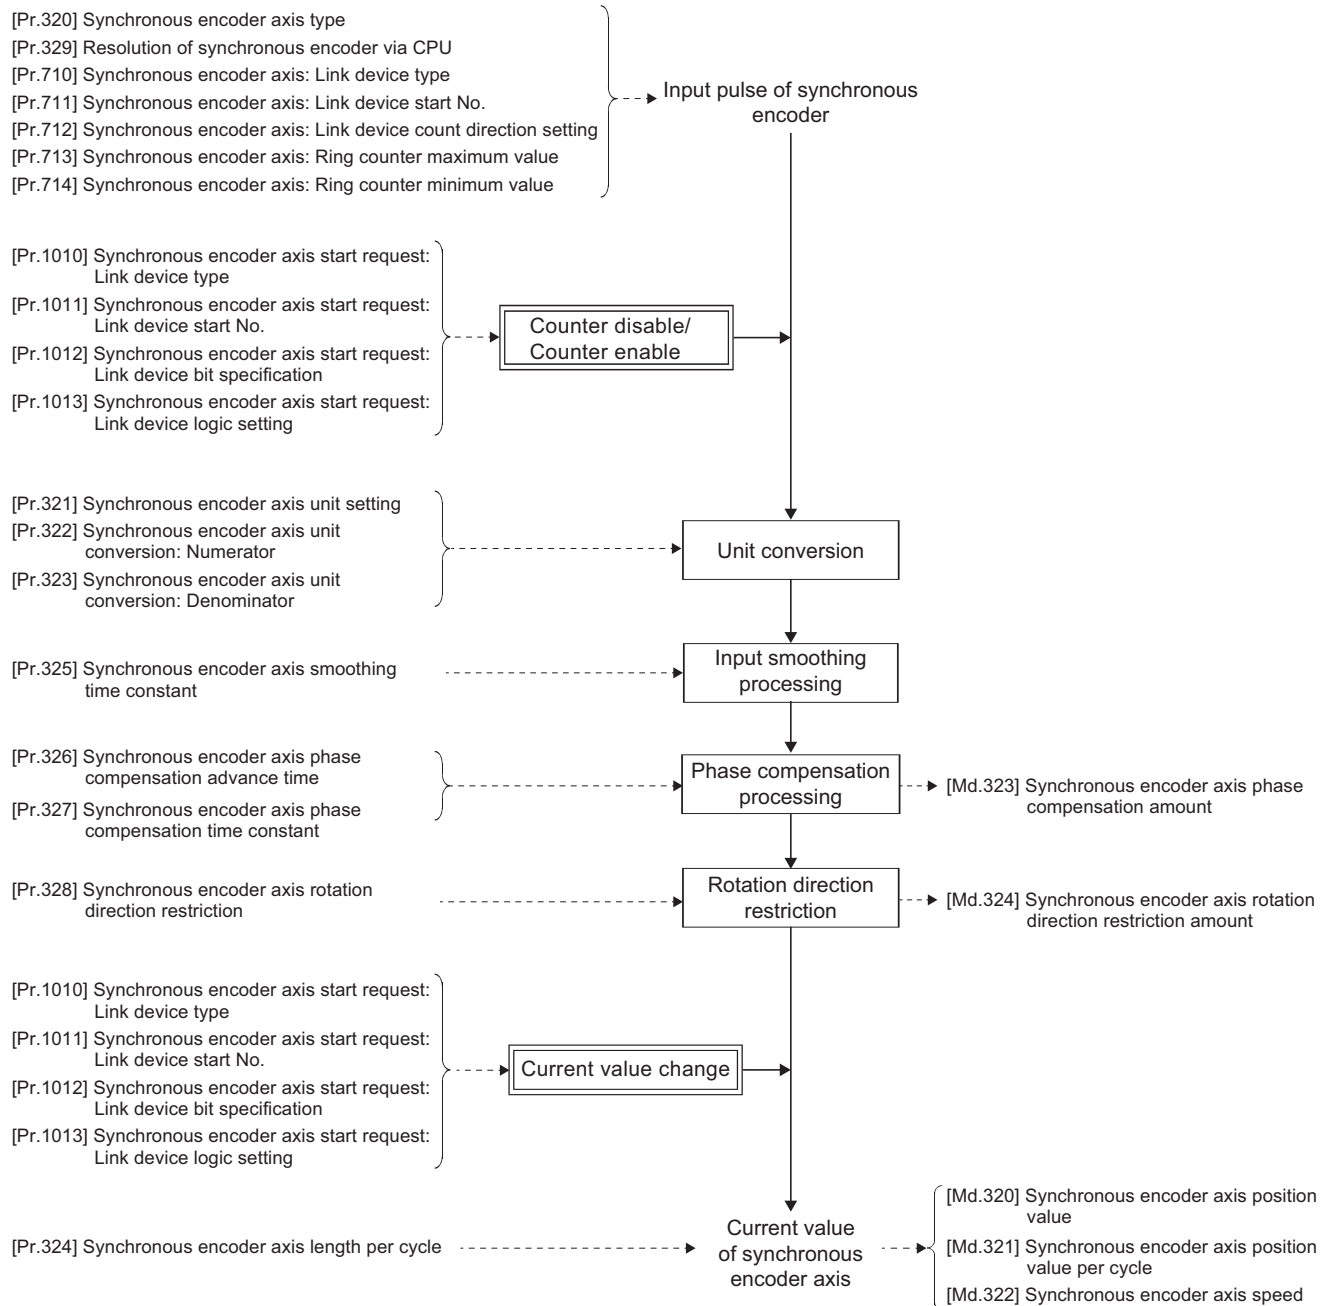 [Pr.320] Synchronous encoder axis type
[Pr.329] Resolution of synchronous encoder via CPU
[Pr.710] Synchronous encoder axis: Link device type
[Pr.711] Synchronous encoder axis: Link device start No.
[Pr.712] Synchronous encoder axis: Link device count direction setting
[Pr.713] Synchronous encoder axis: Ring counter maximum value
[Pr.714] Synchronous encoder axis: Ring counter minimum value
Input pulse of synchronous
encoder
[Pr.1010] Synchronous encoder axis start request:
Link device type
[Pr.1011] Synchronous encoder axis start request:
Link device start No.
[Pr.1012] Synchronous encoder axis start request:
Link device bit specification
[Pr.1013] Synchronous encoder axis start request:
Link device logic setting
Counter disable/
Counter enable
[Pr.321] Synchronous encoder axis unit setting
[Pr.322] Synchronous encoder axis unit
conversion: Numerator
[Pr.323] Synchronous encoder axis unit
conversion: Denominator
Unit conversion
[Pr.325] Synchronous encoder axis smoothing
time constant
Input smoothing
processing
[Pr.326] Synchronous encoder axis phase
compensation advance time
[Pr.327] Synchronous encoder axis phase
compensation time constant
Phase compensation
processing
[Md.323] Synchronous encoder axis phase
compensation amount
[Pr.328] Synchronous encoder axis rotation
direction restriction
Rotation direction
restriction
[Md.324] Synchronous encoder axis rotation
direction restriction amount
[Pr.1010] Synchronous encoder axis start request:
Link device type
[Pr.1011] Synchronous encoder axis start request:
Link device start No.
[Pr.1012] Synchronous encoder axis start request:
Link device bit specification
[Pr.1013] Synchronous encoder axis start request:
Link device logic setting
Current value change
[Pr.324] Synchronous encoder axis length per cycle
Current value
of synchronous
encoder axis
[Md.320] Synchronous encoder axis position
value
[Md.321] Synchronous encoder axis position
value per cycle
[Md.322] Synchronous encoder axis speed